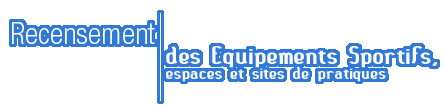 Recensement
des Equipements Sportifs,
espaces et sites de pratiques